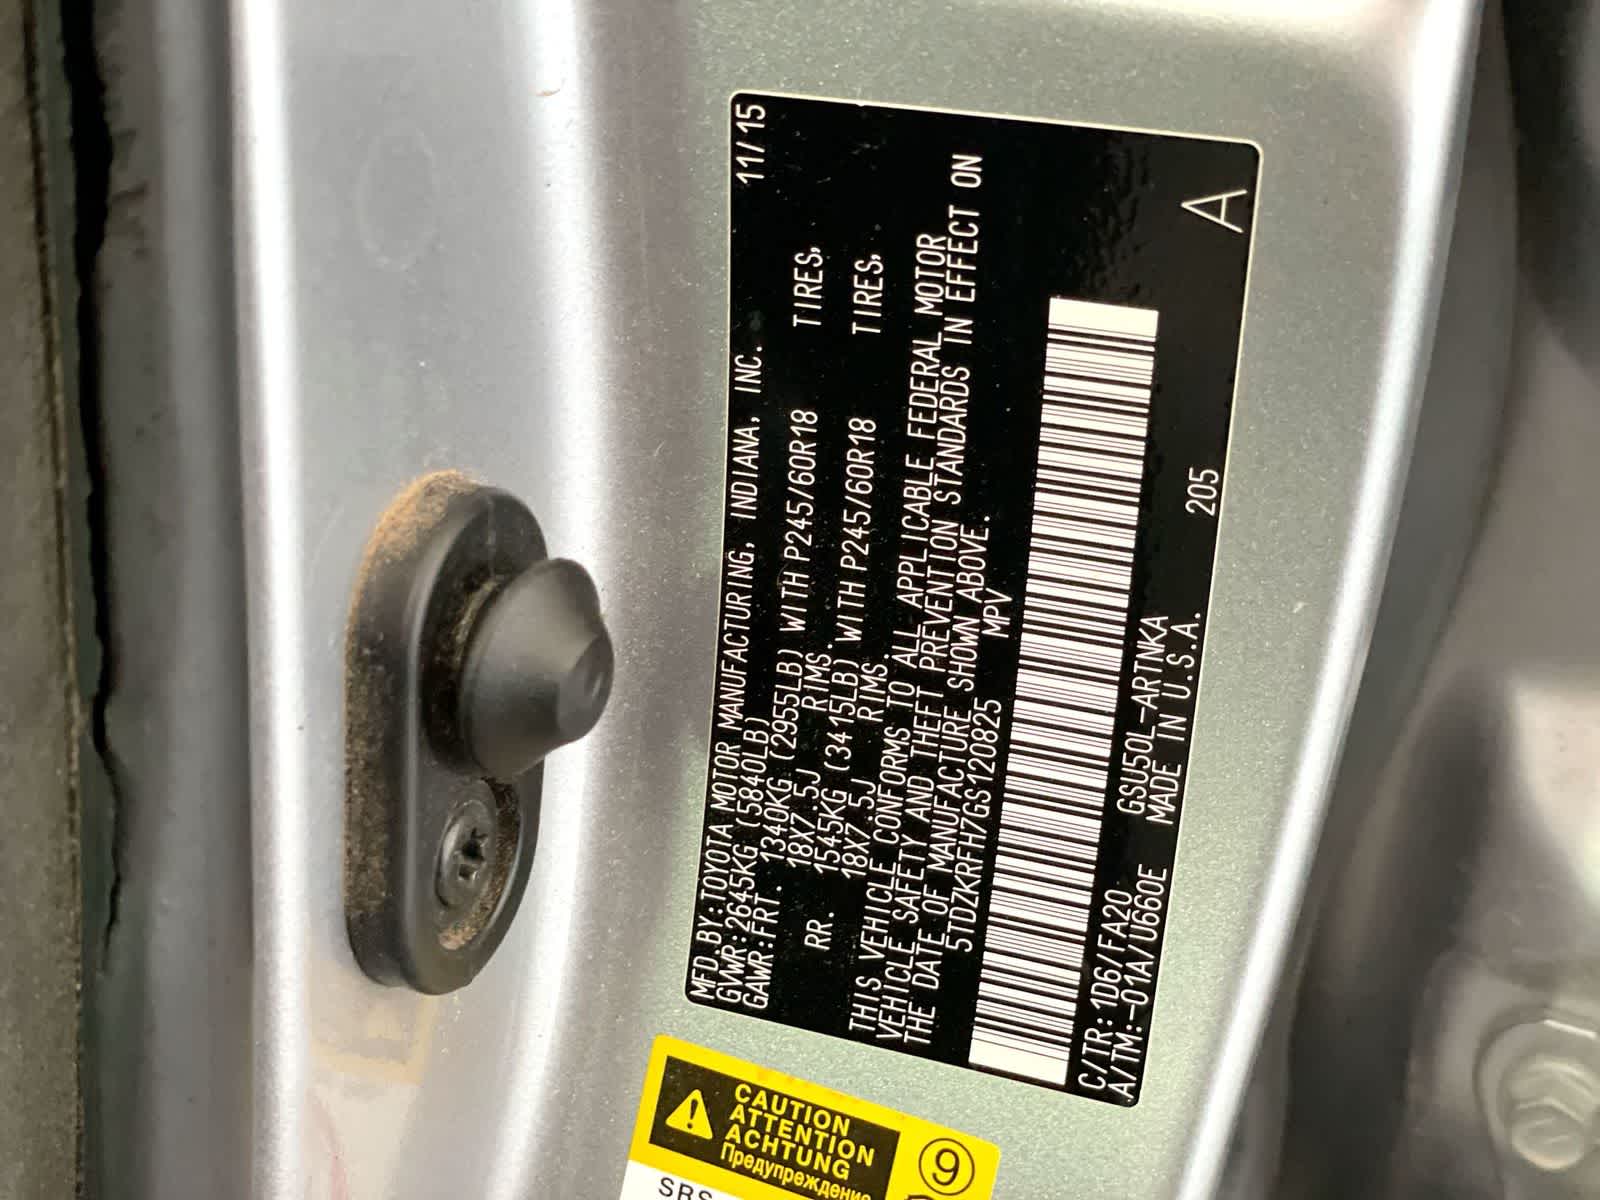 MFD.BY:TOYOTA MOTOR MANUFACTURING, INDIANA, INC. 11/15
GVWR:2645KG (5840LB)
GAWR:FRT. 1340KG (2955LB) WITH P245/60R18 TIRES,
18X7.5J RIMS.
RR. 1545KG (3415LB) WITH P245/60R18 TIRES,
18X7.5J RIMS.
THIS VEHICLE CONFORMS TO ALL APPLICABLE FEDERAL MOTOR
VEHICLE SAFETY AND THEFT PREVENTION STANDARDS IN EFFECT ON
THE DATE OF MANUFACTURE SHOWN ABOVE.
5TDZKRFH7GS120825 MPV
C/TR:1D6/FA20 GSU50L-ARTNKA
A/TM:-01A/U660E MADE IN U.S.A. 205 A
CAUTION
ATTENTION
ACHTUNG
Предупреждение
9
SRS